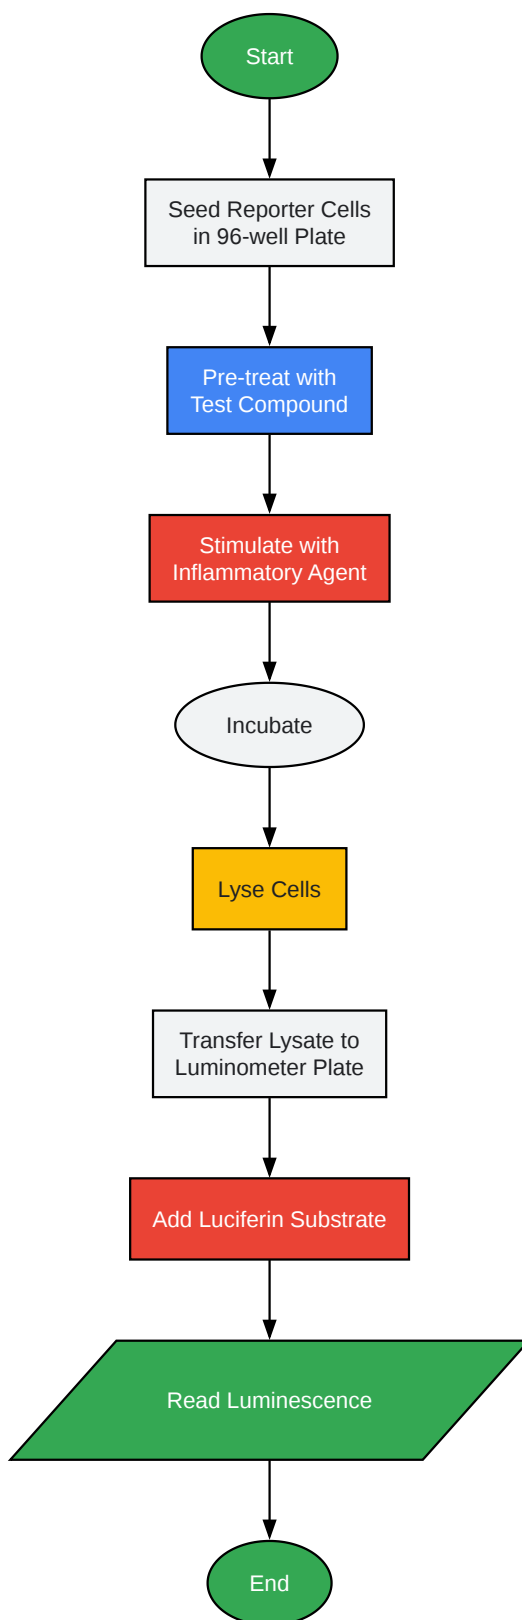 Start
Seed Reporter Cells
in 96-well Plate
Pre-treat with
Test Compound
Stimulate with
Inflammatory Agent
Incubate
Lyse Cells
Transfer Lysate to
Luminometer Plate
Add Luciferin Substrate
Read Luminescence
End